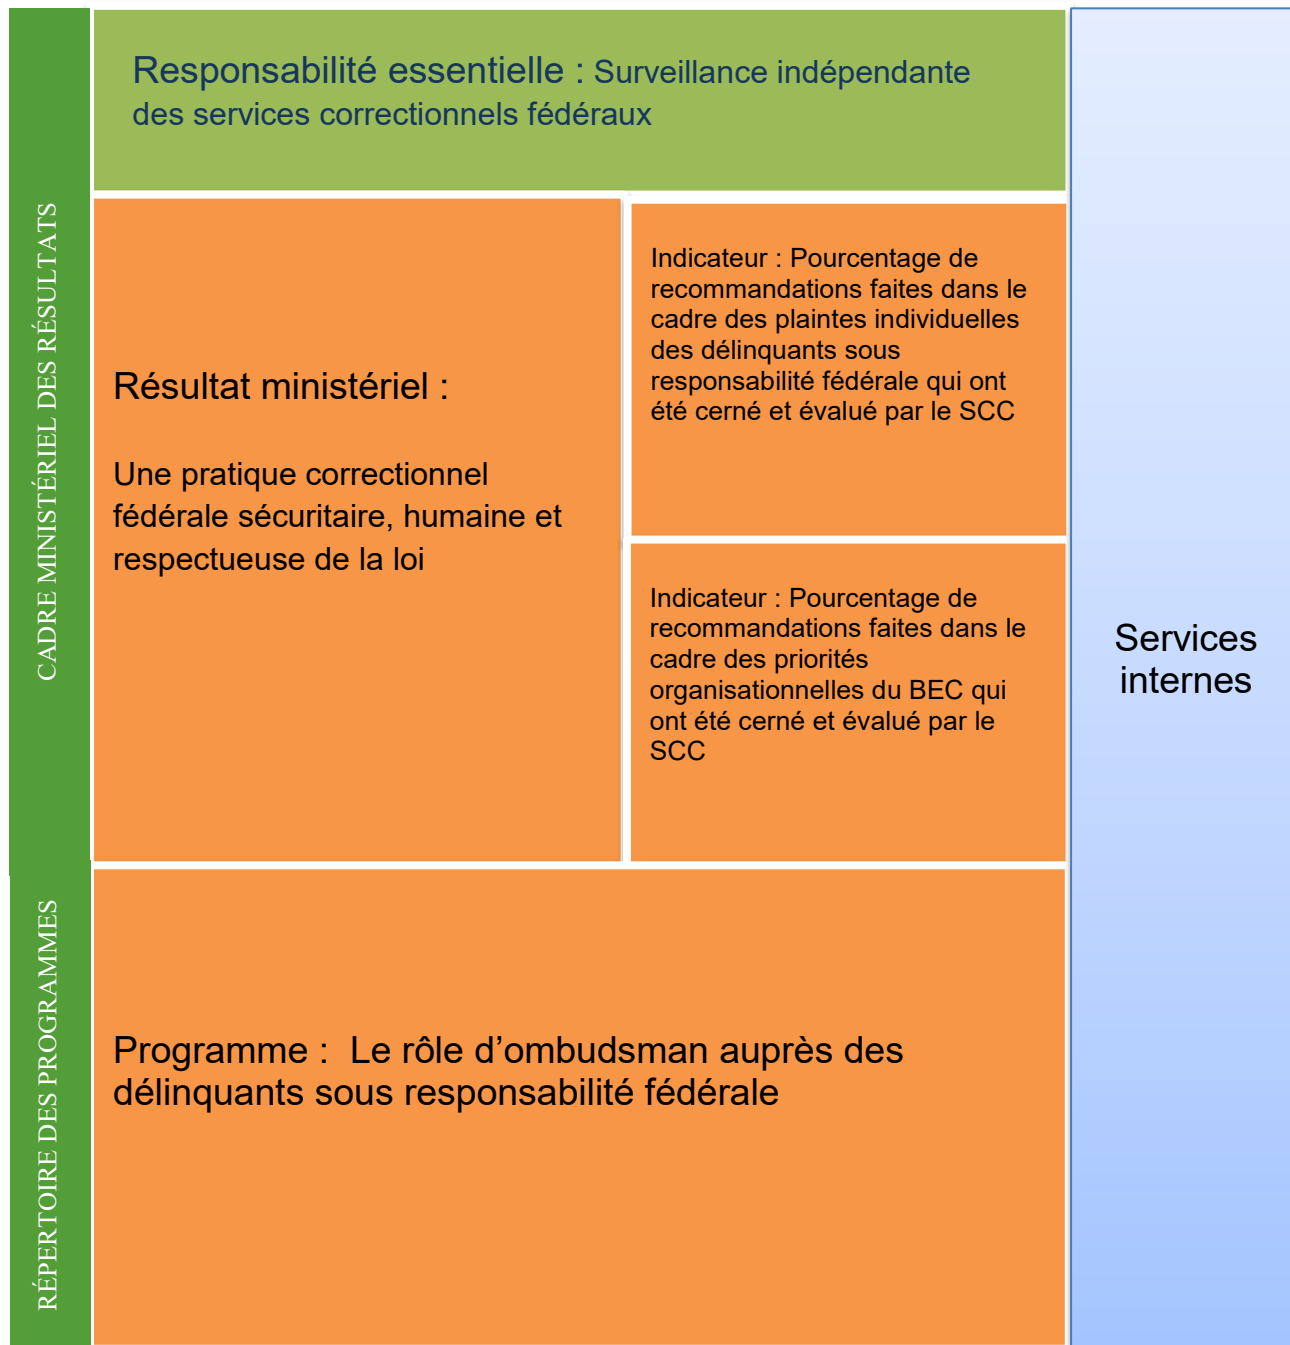 CADRE MINISTÉRIEL DES RÉSULTATS
Responsabilité essentielle : Surveillance indépendante
des services correctionnels fédéraux
Résultat ministériel :
Une pratique correctionnel
fédérale sécuritaire, humaine et
respectueuse de la loi
Indicateur : Pourcentage de
recommandations faites dans le
cadre des plaintes individuelles
des délinquants sous
responsabilité fédérale qui ont
été cerné et évalué par le SCC
Indicateur : Pourcentage de
recommandations faites dans le
cadre des priorités
organisationnelles du BEC qui
ont été cerné et évalué par le
SCC
RÉPERTOIRE DES PROGRAMMES
Programme : Le rôle d’ombudsman auprès des
délinquants sous responsabilité fédérale
Services
internes